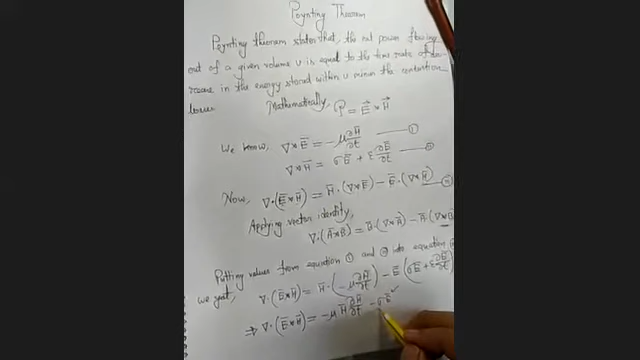 Poynting Theorem
Poynting theorem states that, the net power flowing
out of a given volume v is equal to the time rate of de-
crease in the energy stored within v minus the conduction
losses
Mathematically, P = E⃗ * H⃗
We know, ∇*E̅ = -μ ∂H̅/∂t —— ①
∇*H̅ = σE̅ + ε ∂E̅/∂t ——
Now, ∇·(E̅*H̅) = H̅·(∇*E̅) - E̅·(∇*H̅) ——
Applying vector identity,
∇·(A̅*B̅) = B̅·(∇*A̅) - A̅·(∇*B̅
Putting values from equation ① and ② into equation
we get, ∇·(E̅*H̅) = H̅·(-μ ∂H̅/∂t) - E̅(σE̅ + ε ∂E̅/∂t)
⇒ ∇·(E̅*H̅) = -μ H̅ ∂H̅/∂t - σE̅